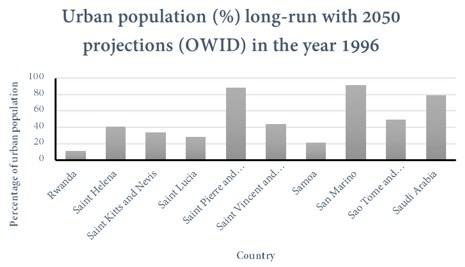 Urban population (%) long-run with 2050
projections (OWID) in the year 1996
Percentage of urban population
100
80
60
40
20
0
Rwanda
Saint Helena
Saint Kitts and Nevis
Saint Lucia
Saint Pierre and...
Saint Vincent and...
Samoa
San Marino
Sao Tome and...
Saudi Arabia
Country